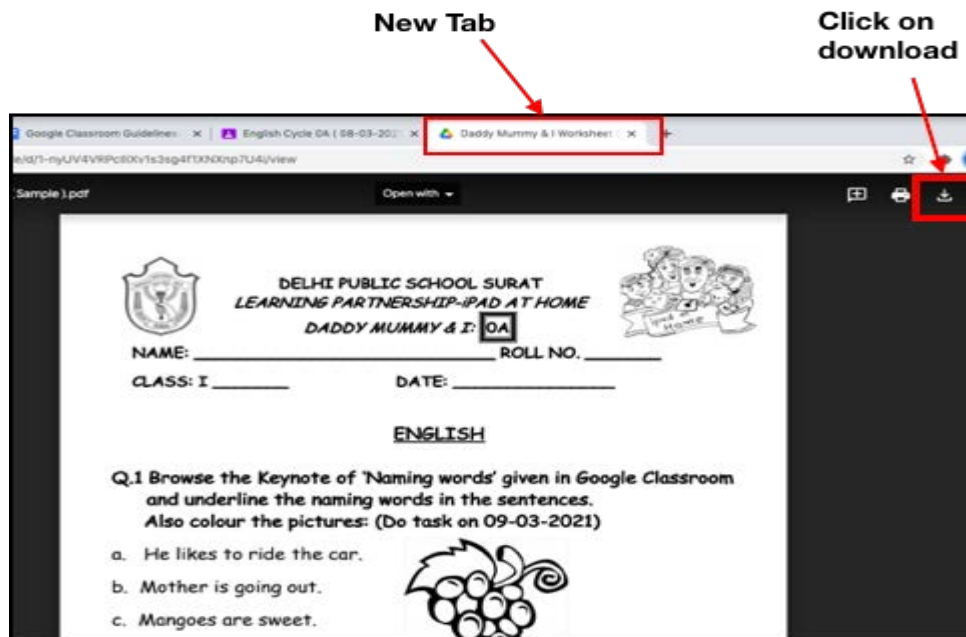 New Tab
Click on
download
Google Classroom Guidelines
English Cycle 0A ( 08-03-202
Daddy Mummy & I Worksheet
/view
(Sample ).pdf
Open with
DELHI PUBLIC SCHOOL SURAT
LEARNING PARTNERSHIP-iPAD AT HOME
DADDY MUMMY & I: 0A
NAME: ROLL NO.
CLASS: I DATE:
ENGLISH
Q.1 Browse the Keynote of 'Naming words' given in Google Classroom
and underline the naming words in the sentences.
Also colour the pictures: (Do task on 09-03-2021)
a. He likes to ride the car.
b. Mother is going out.
c. Mangoes are sweet.